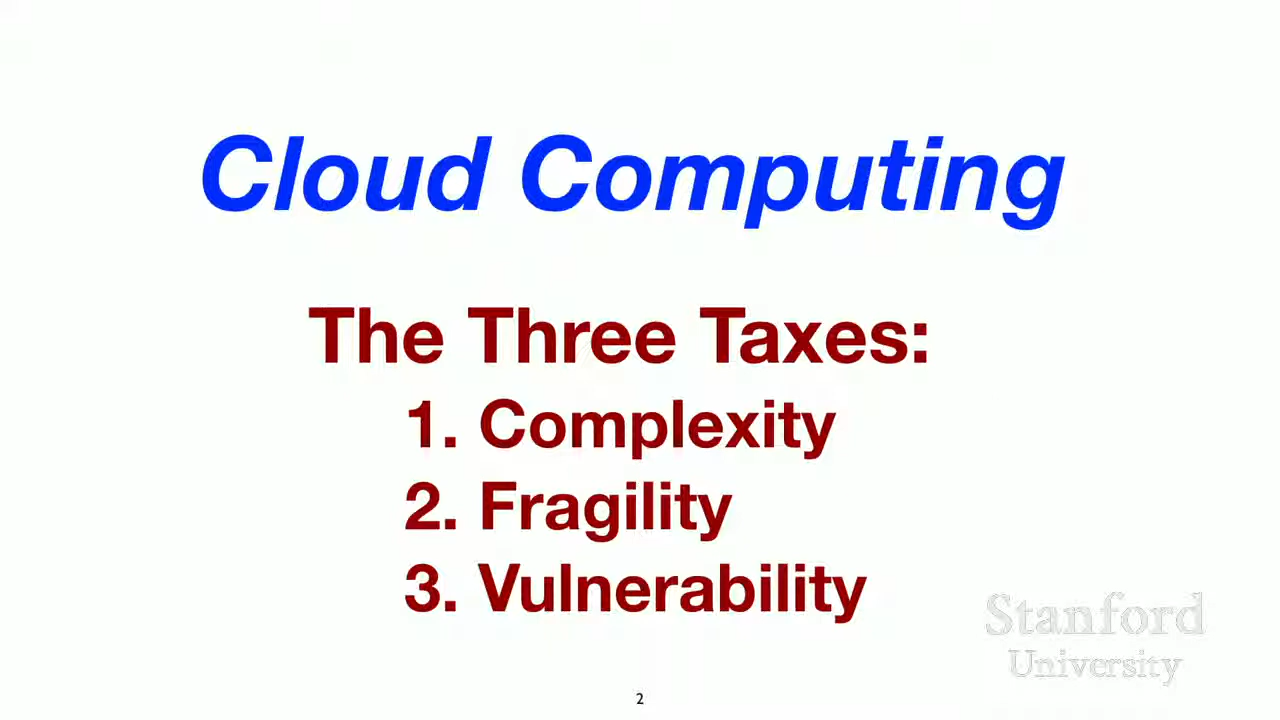 Cloud Computing
The Three Taxes:
1. Complexity
2. Fragility
3. Vulnerability
Stanford
University
2